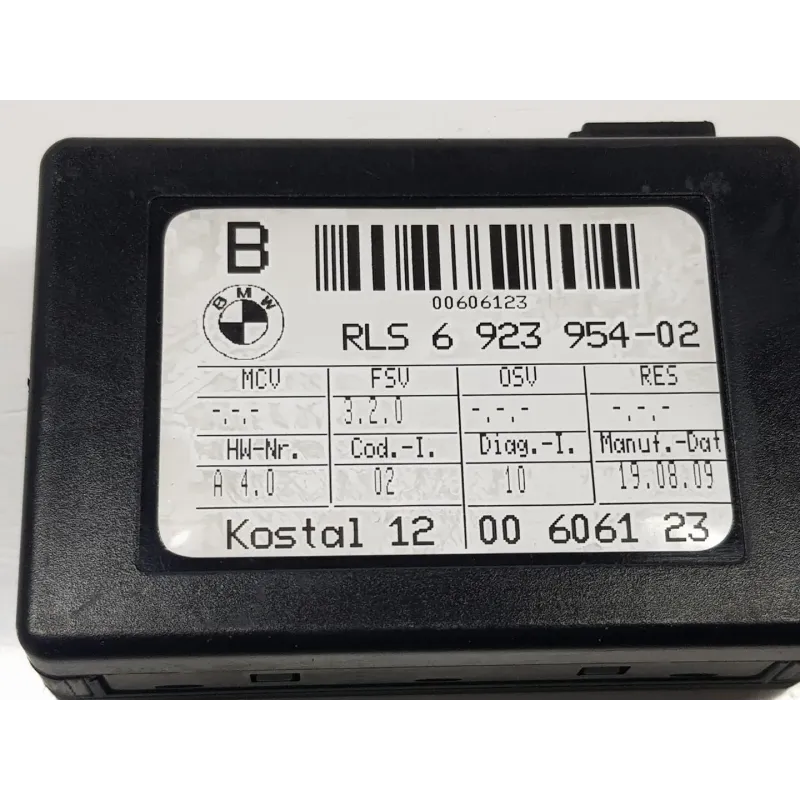 B
00606123
BMW
RLS 6 923 954-02
MCV FSV OSV RES
-.-.- 3.2.0 -.-.- -.-.-
HW-Nr. Cod.-I. Diag.-I. Manuf.-Dat
A 4.0 02 10 19.08.09
Kostal 12 00 6061 23